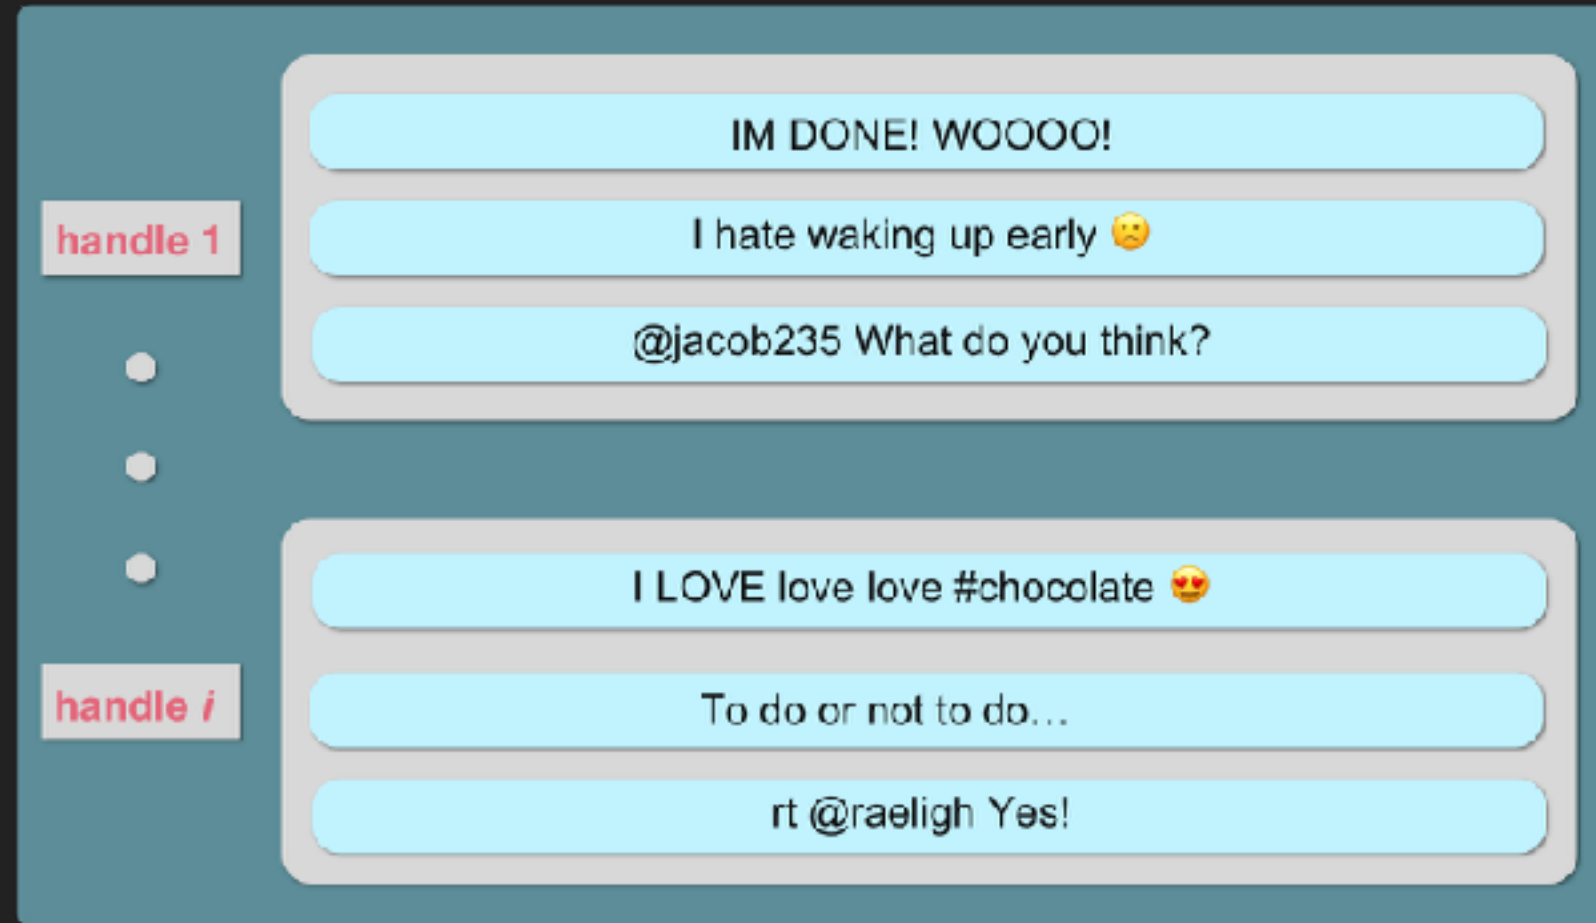 IM DONE! WOOOO!
I hate waking up early 🙁
handle 1
@jacob235 What do you think?
I LOVE love love #chocolate 😍
To do or not to do...
handle i
rt @raeligh Yes!